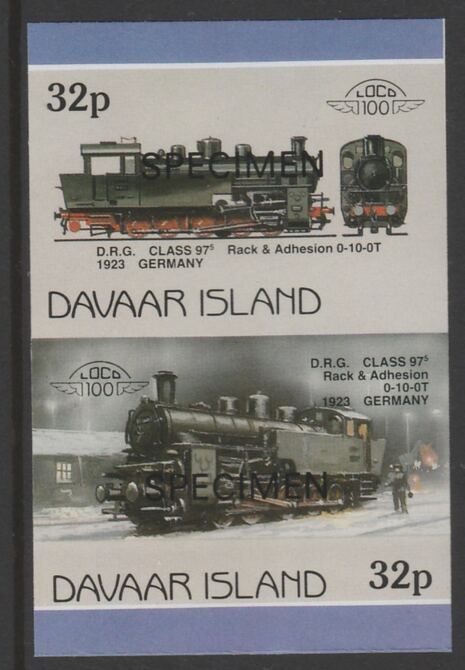 32p
LOCO
100
SPECIMEN
D.R.G. CLASS 97⁵ Rack & Adhesion 0-10-0T
1923 GERMANY
DAVAAR ISLAND
LOCO
100
D.R.G. CLASS 97⁵
Rack & Adhesion
0-10-0T
1923 GERMANY
SPECIMEN
DAVAAR ISLAND 32p